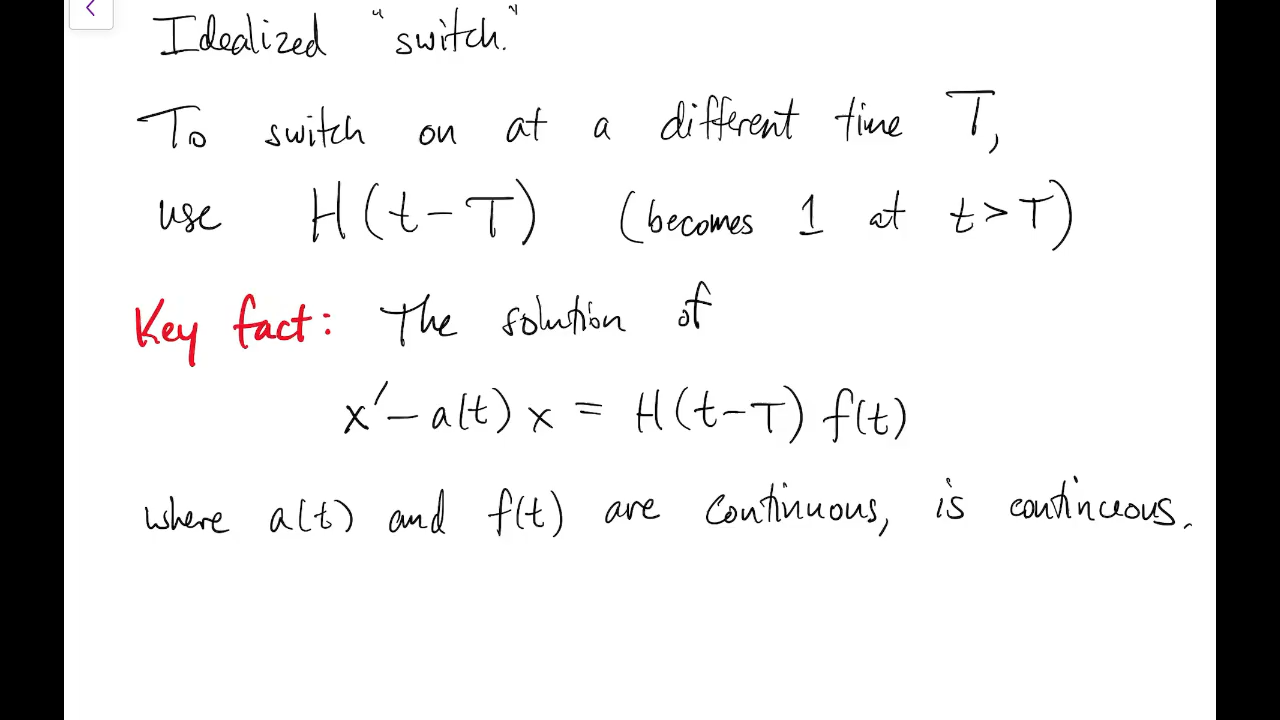 Idealized "switch."
To switch on at a different time T,
use H(t-T) (becomes 1 at t>T)
Key fact: The solution of
x′- a(t) x = H(t-T) f(t)
where a(t) and f(t) are continuous, is continuous.